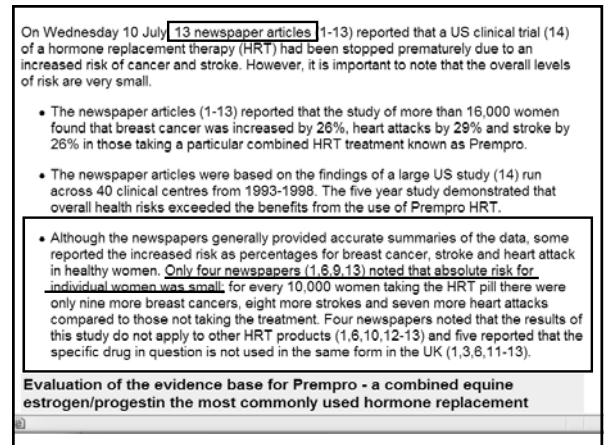 On Wednesday 10 July 13 newspaper articles (1-13) reported that a US clinical trial (14)
of a hormone replacement therapy (HRT) had been stopped prematurely due to an
increased risk of cancer and stroke. However, it is important to note that the overall levels
of risk are very small.
• The newspaper articles (1-13) reported that the study of more than 16,000 women
found that breast cancer was increased by 26%, heart attacks by 29% and stroke by
26% in those taking a particular combined HRT treatment known as Prempro.
• The newspaper articles were based on the findings of a large US study (14) run
across 40 clinical centres from 1993-1998. The five year study demonstrated that
overall health risks exceeded the benefits from the use of Prempro HRT.
• Although the newspapers generally provided accurate summaries of the data, some
reported the increased risk as percentages for breast cancer, stroke and heart attack
in healthy women. Only four newspapers (1,6,9,13) noted that absolute risk for
individual women was small: for every 10,000 women taking the HRT pill there were
only nine more breast cancers, eight more strokes and seven more heart attacks
compared to those not taking the treatment. Four newspapers noted that the results of
this study do not apply to other HRT products (1,6,10,12-13) and five reported that the
specific drug in question is not used in the same form in the UK (1,3,6,11-13).
Evaluation of the evidence base for Prempro - a combined equine
estrogen/progestin the most commonly used hormone replacement